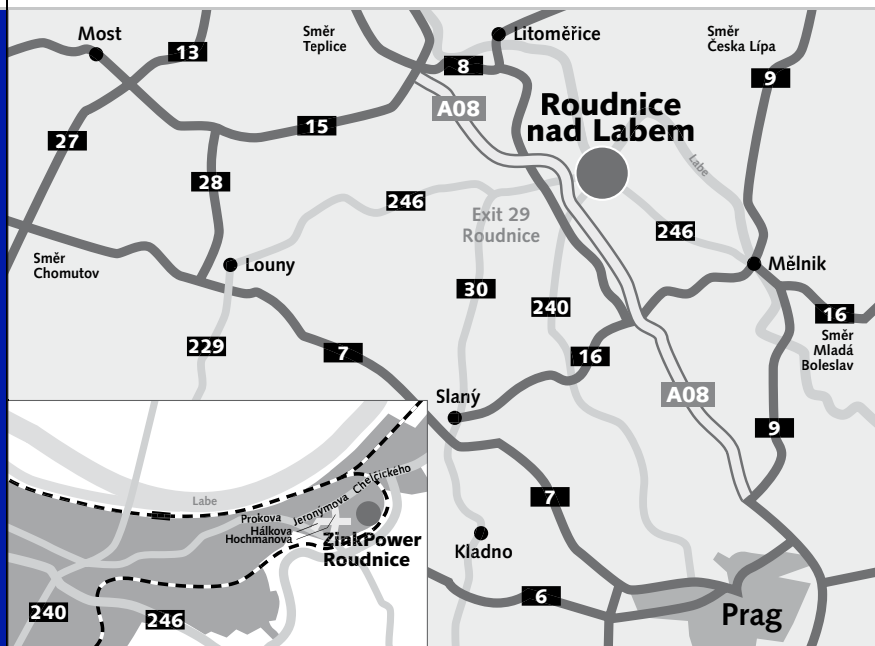 Most
13
Směr
Teplice
Litoměřice
Směr
Česka Lípa
8
9
A08
Roudnice
nad Labem
27
15
28
Labe
246
Exit 29
Roudnice
246
Směr
Chomutov
Louny
Mělnik
30
240
16
Směr
Mladá
Boleslav
229
7
16
A08
Slaný
9
7
Kladno
6
Prag
Labe
Chelčického
Jeronýmova
Prokova
Hálkova
Hochmanova
ZinkPower
Roudnice
240
246